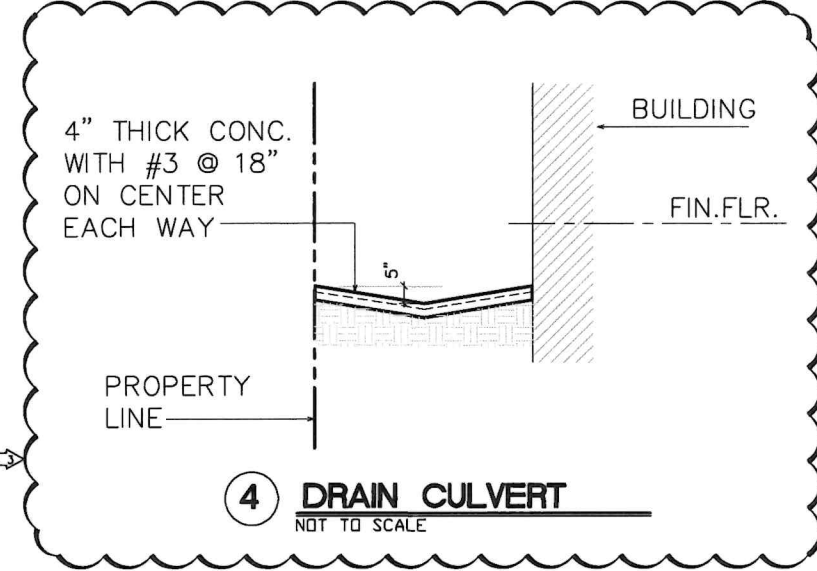 4" THICK CONC.
WITH #3 @ 18"
ON CENTER
EACH WAY
BUILDING
FIN.FLR.
5"
PROPERTY
LINE
3
4 DRAIN CULVERT
NOT TO SCALE